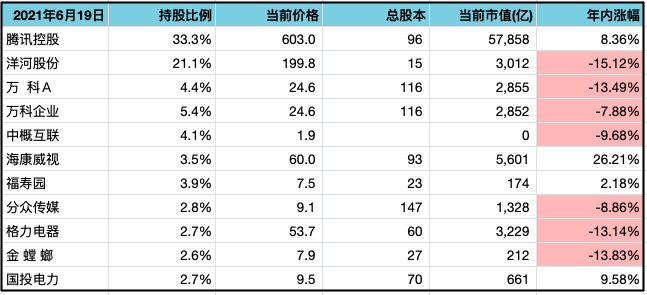 2021年6月19日 持股比例 当前价格 总股本 当前市值(亿) 年内涨幅
腾讯控股 33.3% 603.0 96 57,858 8.36%
洋河股份 21.1% 199.8 15 3,012 -15.12%
万 科A 4.4% 24.6 116 2,855 -13.49%
万科企业 5.4% 24.6 116 2,852 -7.88%
中概互联 4.1% 1.9 0 -9.68%
海康威视 3.5% 60.0 93 5,601 26.21%
福寿园 3.9% 7.5 23 174 2.18%
分众传媒 2.8% 9.1 147 1,328 -8.86%
格力电器 2.7% 53.7 60 3,229 -13.14%
金 螳 螂 2.6% 7.9 27 212 -13.83%
国投电力 2.7% 9.5 70 661 9.58%